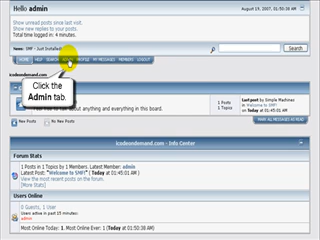 Hello admin
August 19, 2007, 01:50:38 AM
Show unread posts since last visit.
Show new replies to your posts.
Total time logged in: 4 minutes.
Search
News: SMF - Just Installed
HOME HELP SEARCH ADMIN PROFILE MY MESSAGES MEMBERS LOGOUT
icodeondemand.com
Click the
Admin tab.
to talk about anything and everything in this board.
1 Posts
1 Topics
Last post by Simple Machines
in Welcome to SMF!
on Today at 01:45:01 AM
New Posts
No New Posts
MARK ALL MESSAGES AS READ
icodeondemand.com - Info Center
Forum Stats
1 Posts in 1 Topics by 1 Members. Latest Member: admin
Latest Post: "Welcome to SMF!" ( Today at 01:45:01 AM )
View the most recent posts on the forum.
[More Stats]
Users Online
0 Guests, 1 User
Users active in past 15 minutes:
admin
Most Online Today: 1. Most Online Ever: 1 (Today at 01:50:38 AM)